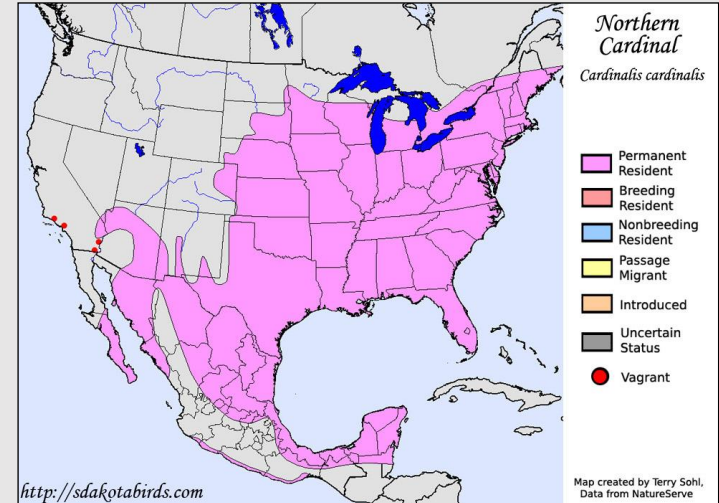 Northern
Cardinal
Cardinalis cardinalis
Permanent
Resident
Breeding
Resident
Nonbreeding
Resident
Passage
Migrant
Introduced
Uncertain
Status
Vagrant
http://sdakotabirds.com
Map created by Terry Sohl,
Data from NatureServe